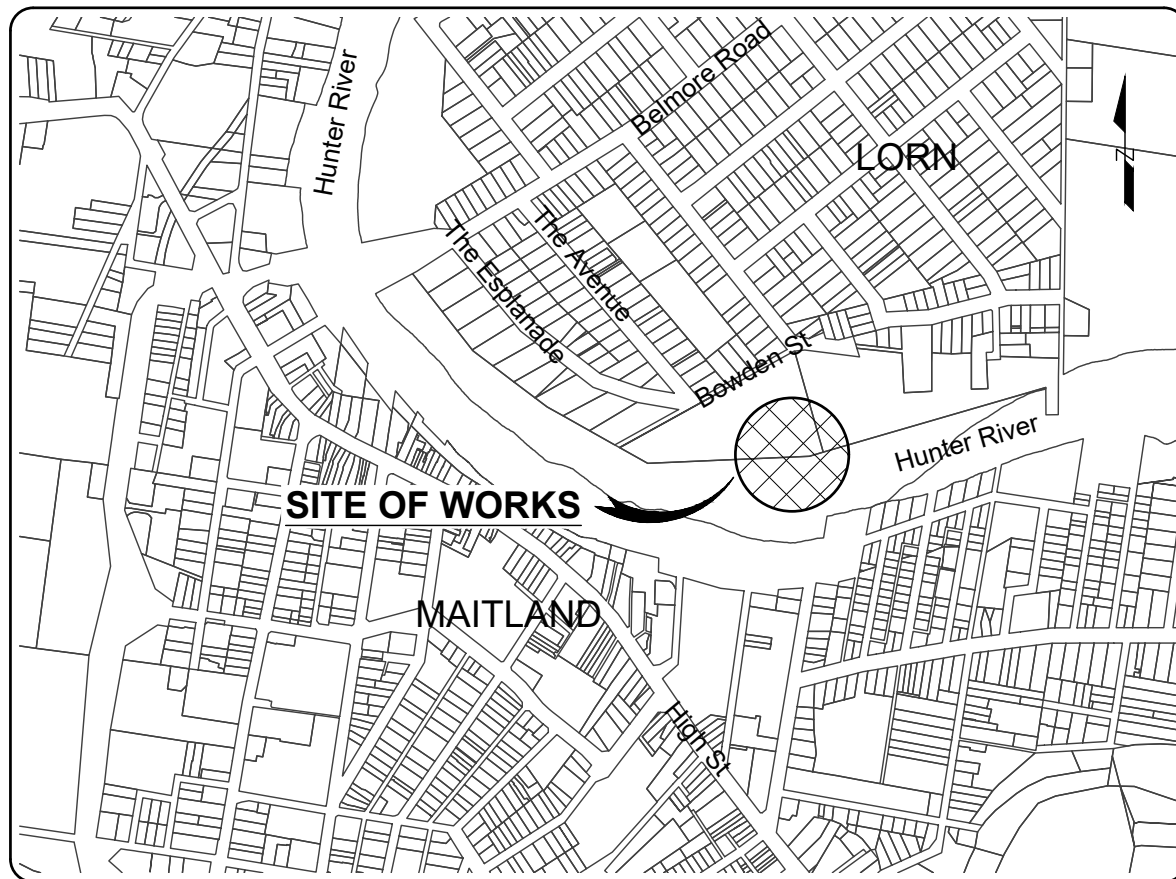 Hunter River
Belmore Road
LORN
N
The Esplanade
The Avenue
Bowden St
Hunter River
SITE OF WORKS
MAITLAND
High St